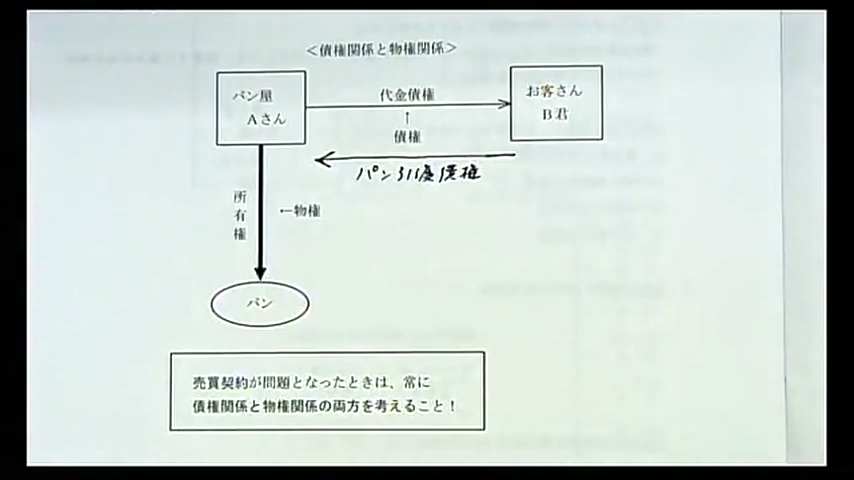 ＜債権関係と物権関係＞
パン屋
Aさん
代金債権
↑
債権
お客さん
B君
パン引渡債権
所有権
←物権
パン
売買契約が問題となったときは、常に
債権関係と物権関係の両方を考えること！